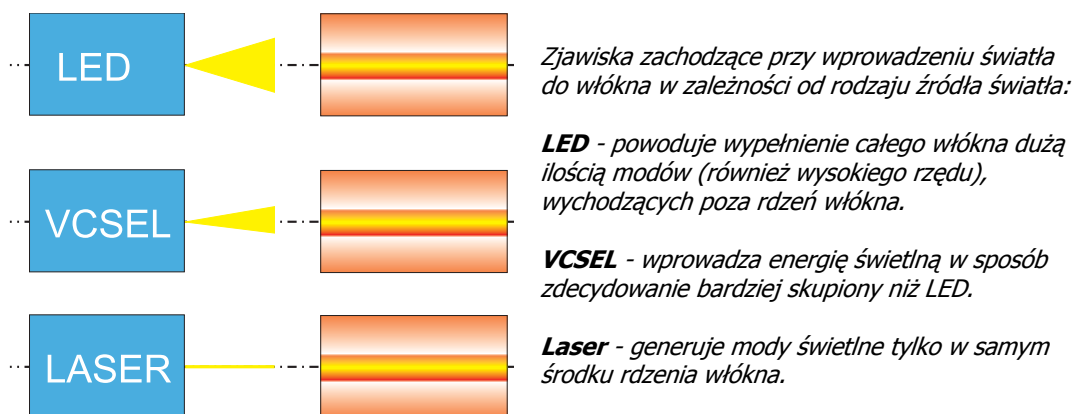 LED
VCSEL
LASER
Zjawiska zachodzące przy wprowadzeniu światła
do włókna w zależności od rodzaju źródła światła:
LED - powoduje wypełnienie całego włókna dużą
ilością modów (również wysokiego rzędu),
wychodzących poza rdzeń włókna.
VCSEL - wprowadza energię świetlną w sposób
zdecydowanie bardziej skupiony niż LED.
Laser - generuje mody świetlne tylko w samym
środku rdzenia włókna.